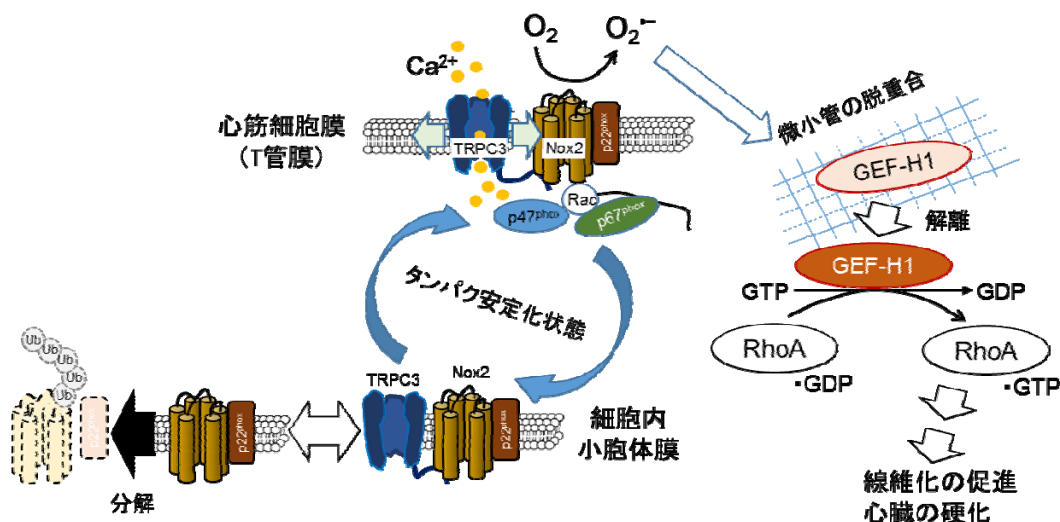 O₂
O₂•−
Ca²⁺
心筋細胞膜
（T管膜）
TRPC3
Nox2
p22phox
Rac
p47phox
p67phox
微小管の脱重合
GEF-H1
解離
GEF-H1
GTP
GDP
RhoA
・GDP
RhoA
・GTP
線維化の促進
心臓の硬化
タンパク安定化状態
TRPC3
Nox2
p22phox
細胞内
小胞体膜
p22phox
Ub
Ub
Ub
Ub
Ub
p22phox
分解